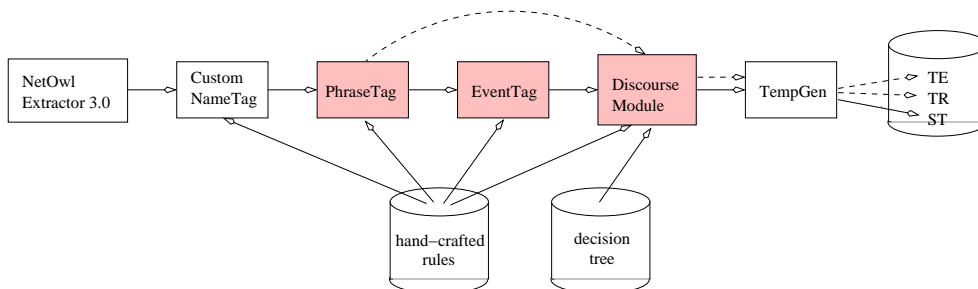 NetOwl
Extractor 3.0
Custom
NameTag
PhraseTag
EventTag
Discourse
Module
TempGen
TE
TR
ST
hand−crafted
rules
decision
tree